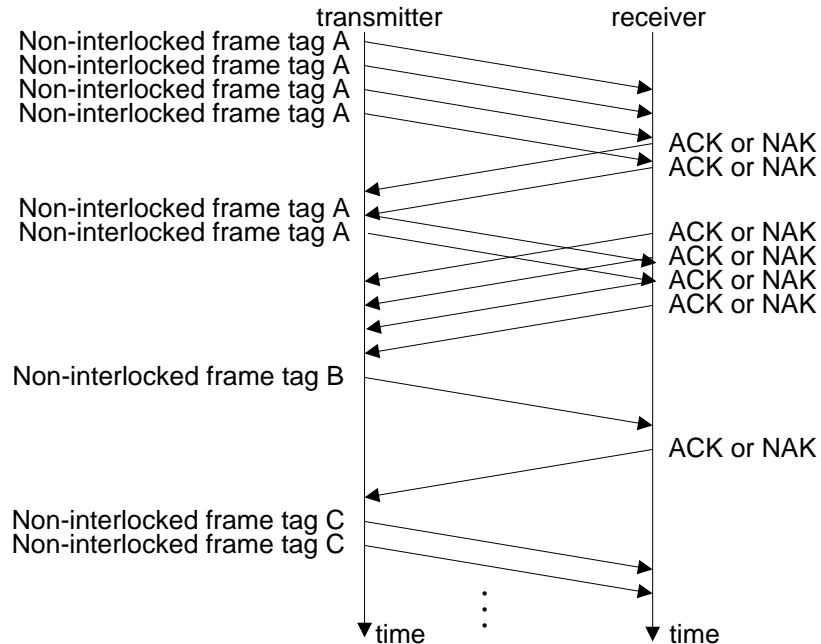 transmitter receiver
Non-interlocked frame tag A
Non-interlocked frame tag A
Non-interlocked frame tag A
Non-interlocked frame tag A
ACK or NAK
ACK or NAK
Non-interlocked frame tag A
Non-interlocked frame tag A
ACK or NAK
ACK or NAK
ACK or NAK
ACK or NAK
Non-interlocked frame tag B
ACK or NAK
Non-interlocked frame tag C
Non-interlocked frame tag C
time time